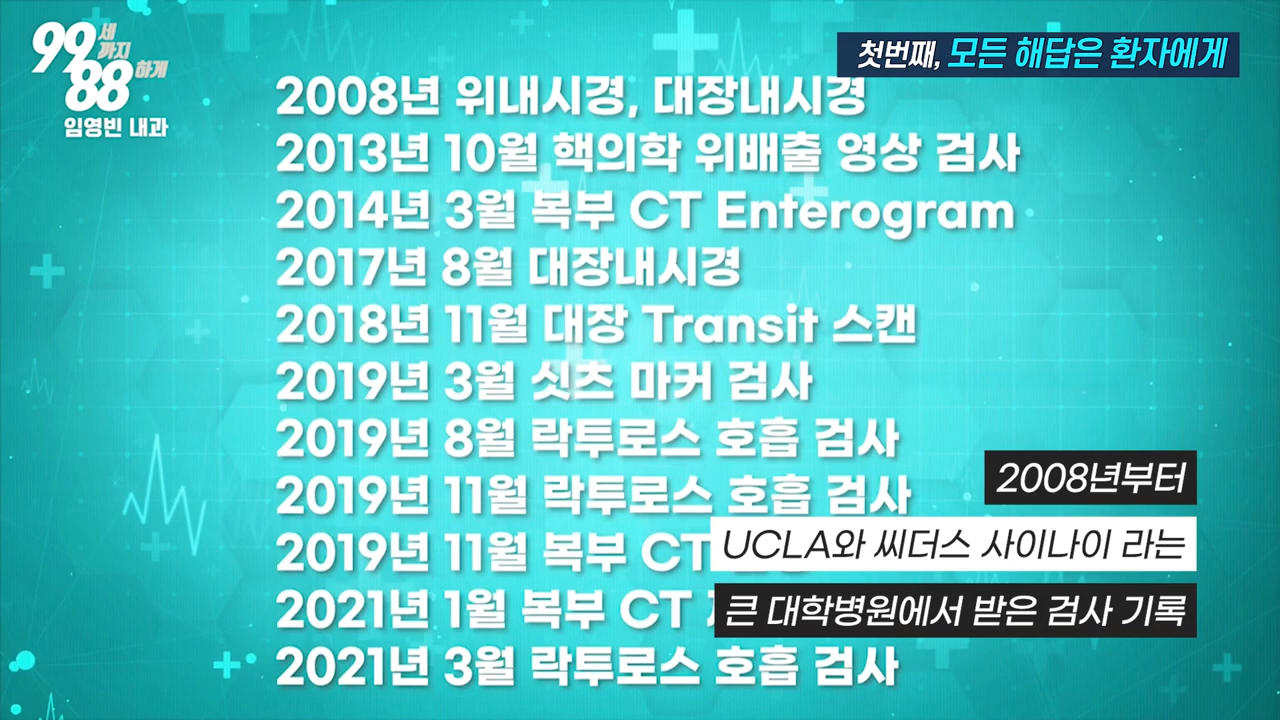 99세까지
88하게
임영빈 내과
첫번째, 모든 해답은 환자에게
2008년 위내시경, 대장내시경
2013년 10월 핵의학 위배출 영상 검사
2014년 3월 복부 CT Enterogram
2017년 8월 대장내시경
2018년 11월 대장 Transit 스캔
2019년 3월 싯츠 마커 검사
2019년 8월 락투로스 호흡 검사
2019년 11월 락투로스 호흡 검사
2019년 11월 복부 CT
2021년 1월 복부 CT
2021년 3월 락투로스 호흡 검사
2008년부터
UCLA와 씨더스 사이나이 라는
큰 대학병원에서 받은 검사 기록